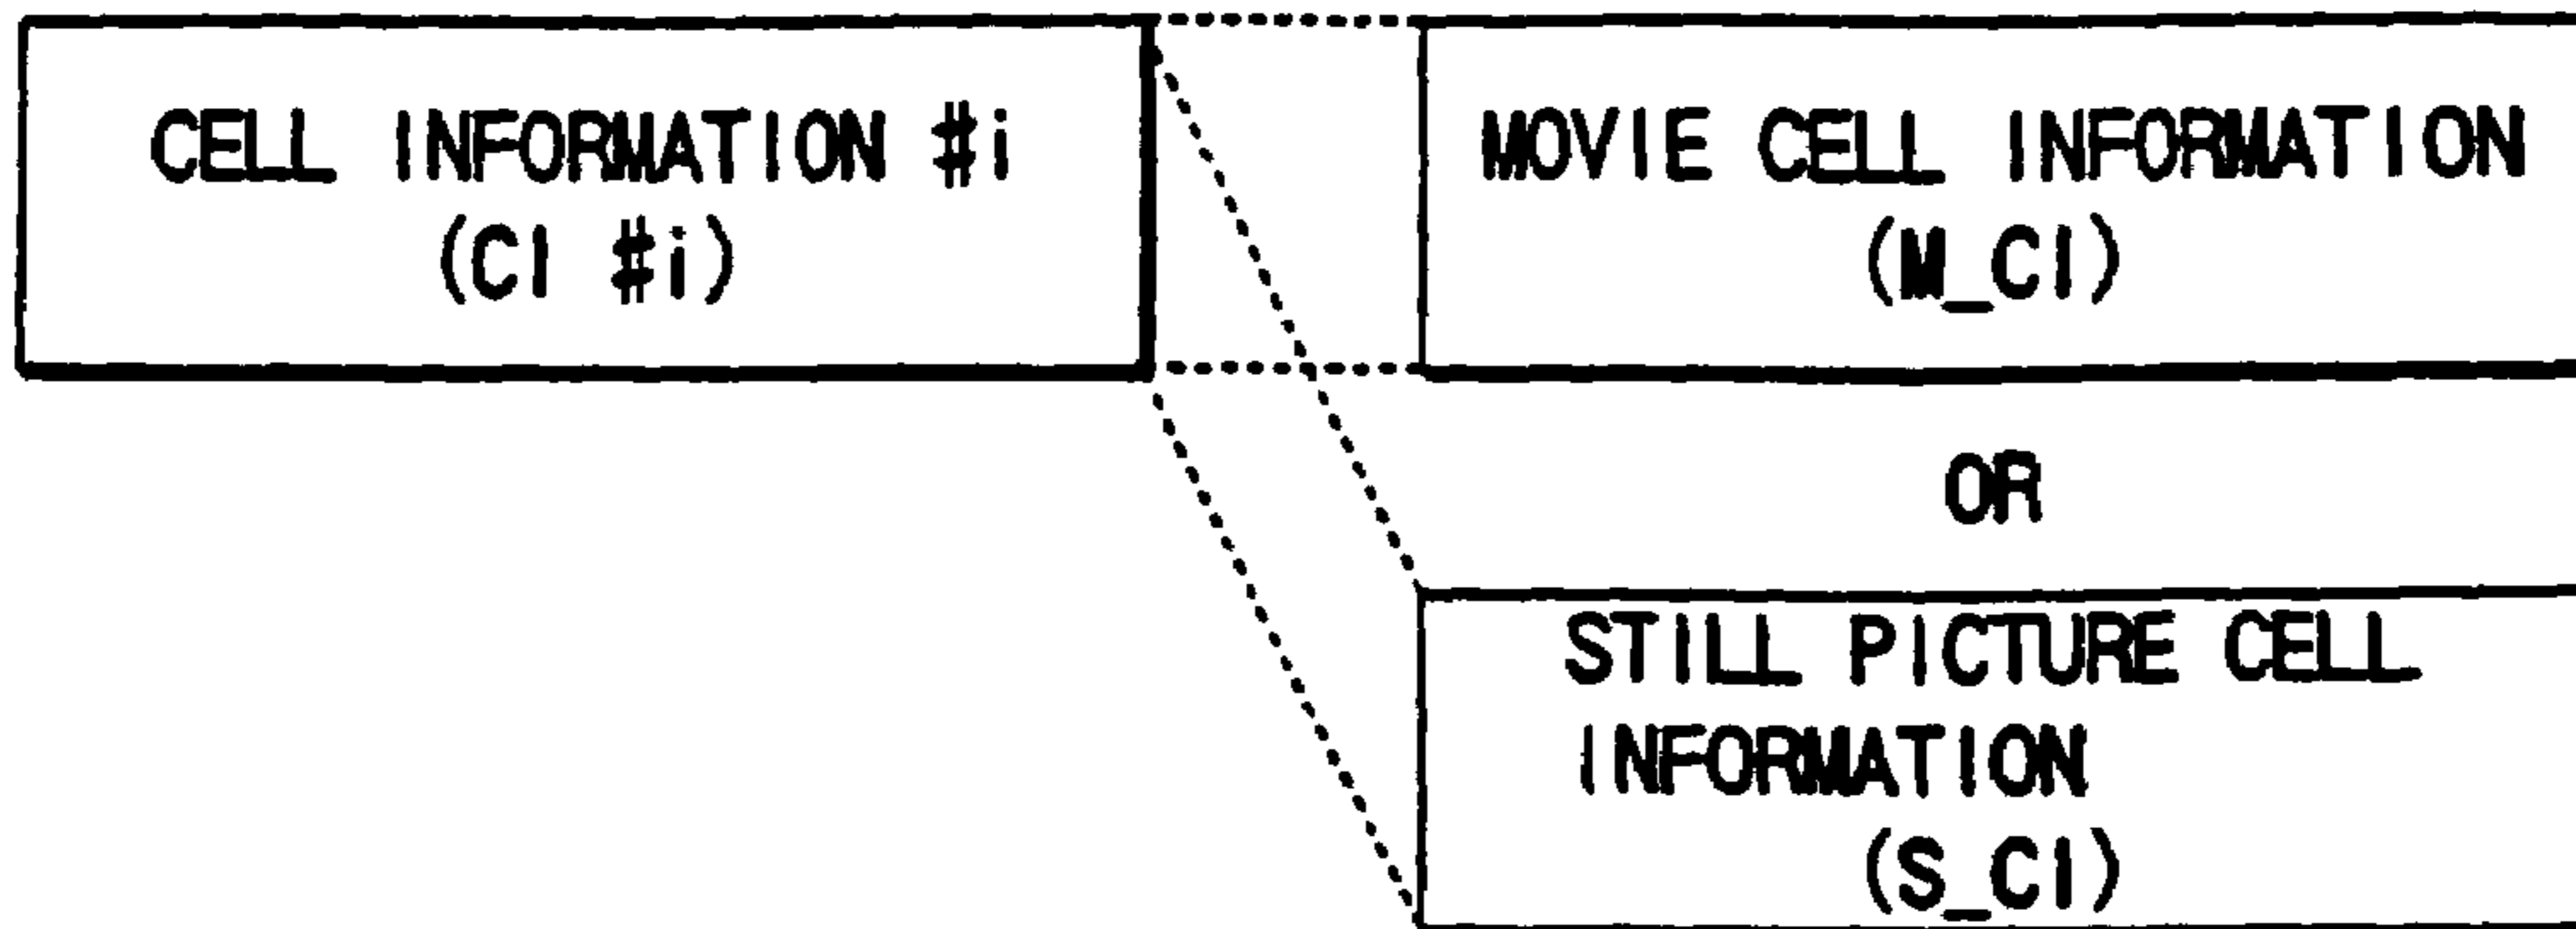 CELL INFORMATION #i
(CI #i)
MOVIE CELL INFORMATION
(M_CI)
OR
STILL PICTURE CELL
INFORMATION
(S_CI)